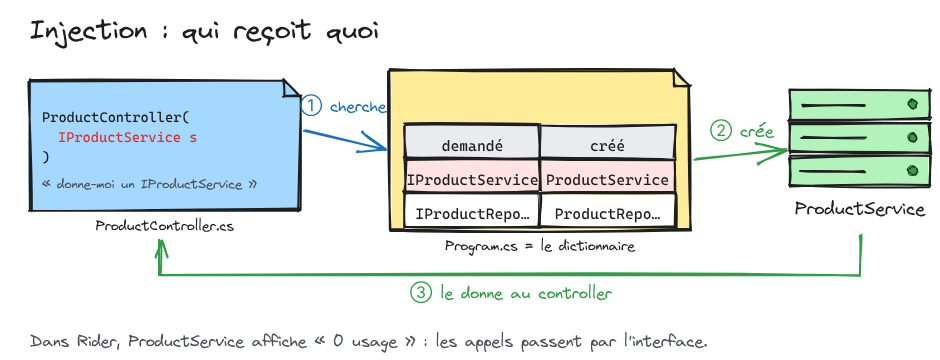 Injection : qui reçoit quoi
① cherche
ProductController(
IProductService s
)
« donne-moi un IProductService »
ProductController.cs
demandé créé
IProductService ProductService
IProductRepo… ProductRepo…
Program.cs = le dictionnaire
② crée
ProductService
③ le donne au controller
Dans Rider, ProductService affiche « 0 usage » : les appels passent par l'interface.